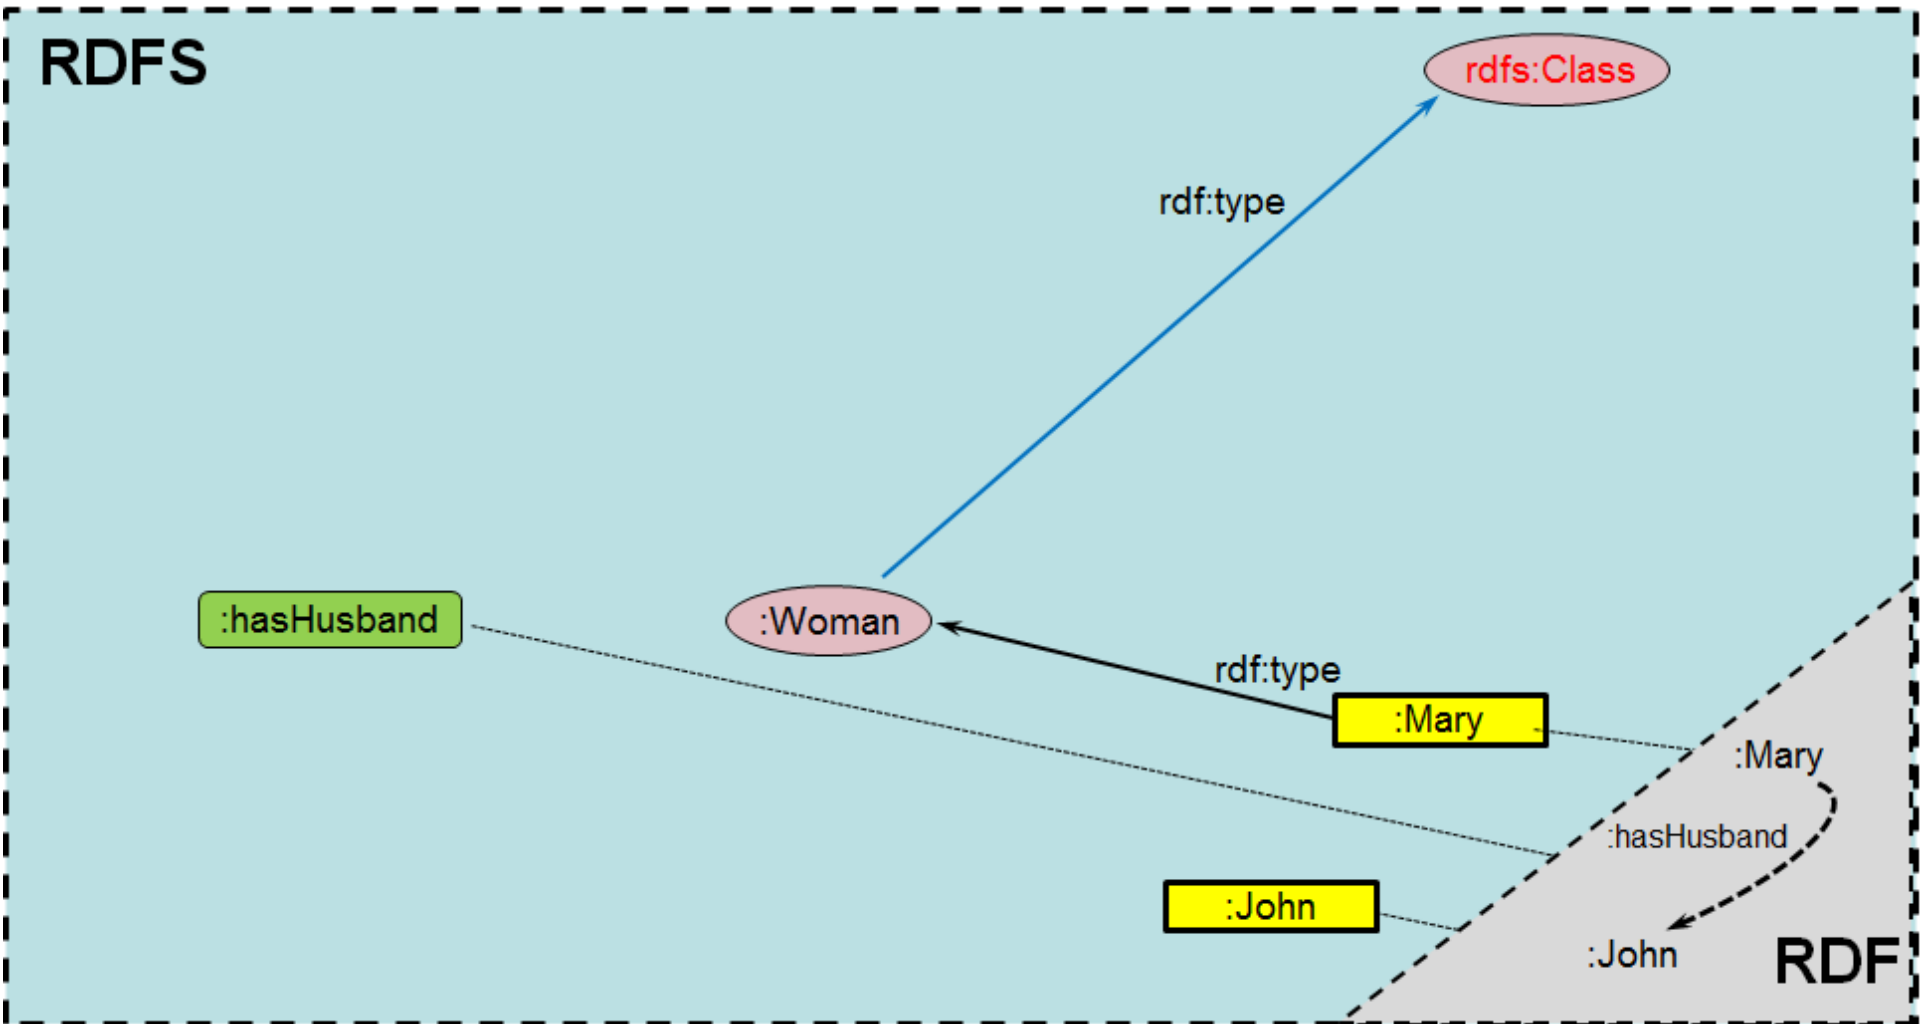 RDFS
rdfs:Class
rdf:type
:hasHusband
:Woman
rdf:type
:Mary
:Mary
:hasHusband
:John
:John
RDF